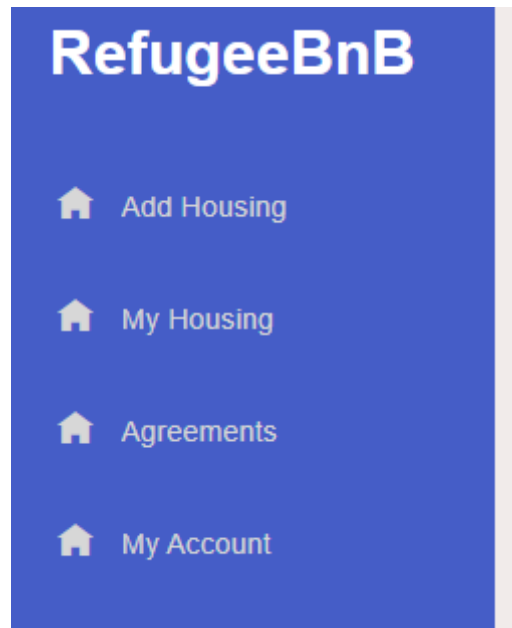 RefugeeBnB
Add Housing
My Housing
Agreements
My Account